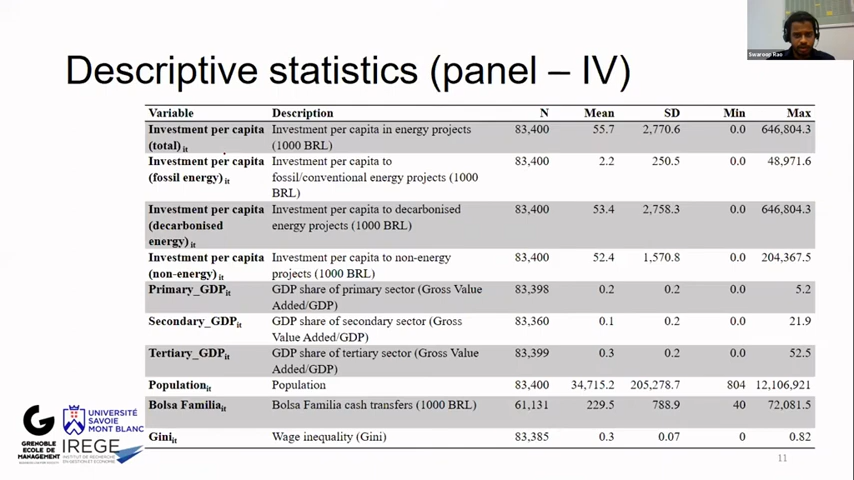 Swaroop Rao
Descriptive statistics (panel – IV)
Variable Description N Mean SD Min Max
Investment per capita Investment per capita in energy projects 83,400 55.7 2,770.6 0.0 646,804.3
(total) it (1000 BRL)
Investment per capita Investment per capita to 83,400 2.2 250.5 0.0 48,971.6
(fossil energy) it fossil/conventional energy projects (1000
BRL)
Investment per capita Investment per capita to decarbonised 83,400 53.4 2,758.3 0.0 646,804.3
(decarbonised energy projects (1000 BRL)
energy) it
Investment per capita Investment per capita to non-energy 83,400 52.4 1,570.8 0.0 204,367.5
(non-energy) it projects (1000 BRL)
Primary_GDPit GDP share of primary sector (Gross Value 83,398 0.2 0.2 0.0 5.2
Added/GDP)
Secondary_GDPit GDP share of secondary sector (Gross 83,360 0.1 0.2 0.0 21.9
Value Added/GDP)
Tertiary_GDPit GDP share of tertiary sector (Gross Value 83,399 0.3 0.2 0.0 52.5
Added/GDP)
Populationit Population 83,400 34,715.2 205,278.7 804 12,106,921
Bolsa Familiait Bolsa Familia cash transfers (1000 BRL) 61,131 229.5 788.9 40 72,081.5
Giniit Wage inequality (Gini) 83,385 0.3 0.07 0 0.82
GRENOBLE
ECOLE DE
MANAGEMENT
UNIVERSITÉ
SAVOIE
MONT BLANC
IREGE
INSTITUT DE RECHERCHE
EN GESTION ET ÉCONOMIE
11